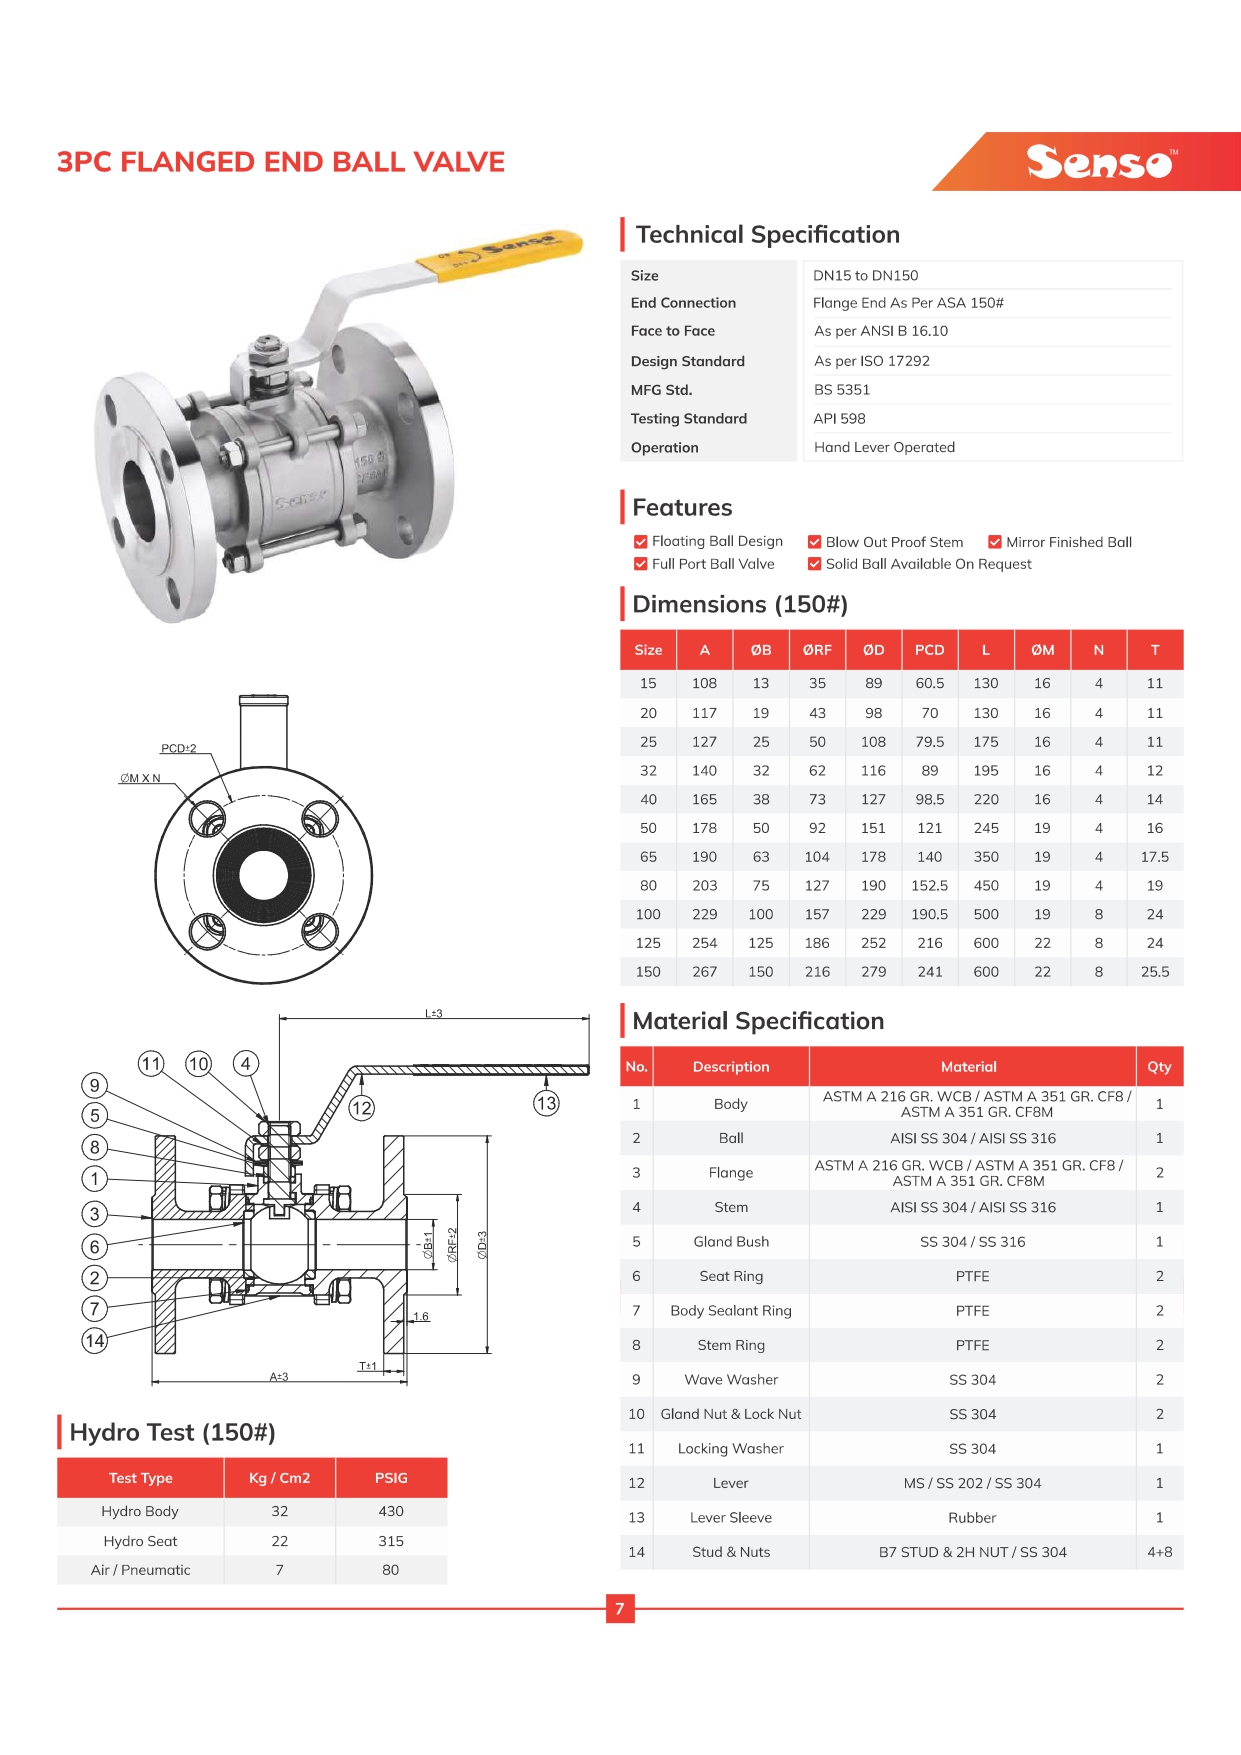 3PC FLANGED END BALL VALVE
Senso™
Senso
Technical Specification
Size DN15 to DN150
End Connection Flange End As Per ASA 150#
Face to Face As per ANSI B 16.10
Design Standard As per ISO 17292
MFG Std. BS 5351
Testing Standard API 598
Operation Hand Lever Operated
Features
Floating Ball Design Blow Out Proof Stem Mirror Finished Ball
Full Port Ball Valve Solid Ball Available On Request
Dimensions (150#)
Size A ØB ØRF ØD PCD L ØM N T
15 108 13 35 89 60.5 130 16 4 11
20 117 19 43 98 70 130 16 4 11
25 127 25 50 108 79.5 175 16 4 11
32 140 32 62 116 89 195 16 4 12
40 165 38 73 127 98.5 220 16 4 14
50 178 50 92 151 121 245 19 4 16
65 190 63 104 178 140 350 19 4 17.5
80 203 75 127 190 152.5 450 19 4 19
100 229 100 157 229 190.5 500 19 8 24
125 254 125 186 252 216 600 22 8 24
150 267 150 216 279 241 600 22 8 25.5
PCD±2
ØM X N
L±3
11 10 4
9
5
8
1
3
6
2
7
14
12
13
ØB±1
ØRF±2
ØD±3
1.6
T±1
A±3
Material Specification
No. Description Material Qty
1 Body ASTM A 216 GR. WCB / ASTM A 351 GR. CF8 /
ASTM A 351 GR. CF8M 1
2 Ball AISI SS 304 / AISI SS 316 1
3 Flange ASTM A 216 GR. WCB / ASTM A 351 GR. CF8 /
ASTM A 351 GR. CF8M 2
4 Stem AISI SS 304 / AISI SS 316 1
5 Gland Bush SS 304 / SS 316 1
6 Seat Ring PTFE 2
7 Body Sealant Ring PTFE 2
8 Stem Ring PTFE 2
9 Wave Washer SS 304 2
10 Gland Nut & Lock Nut SS 304 2
11 Locking Washer SS 304 1
12 Lever MS / SS 202 / SS 304 1
13 Lever Sleeve Rubber 1
14 Stud & Nuts B7 STUD & 2H NUT / SS 304 4+8
Hydro Test (150#)
Test Type Kg / Cm2 PSIG
Hydro Body 32 430
Hydro Seat 22 315
Air / Pneumatic 7 80
7